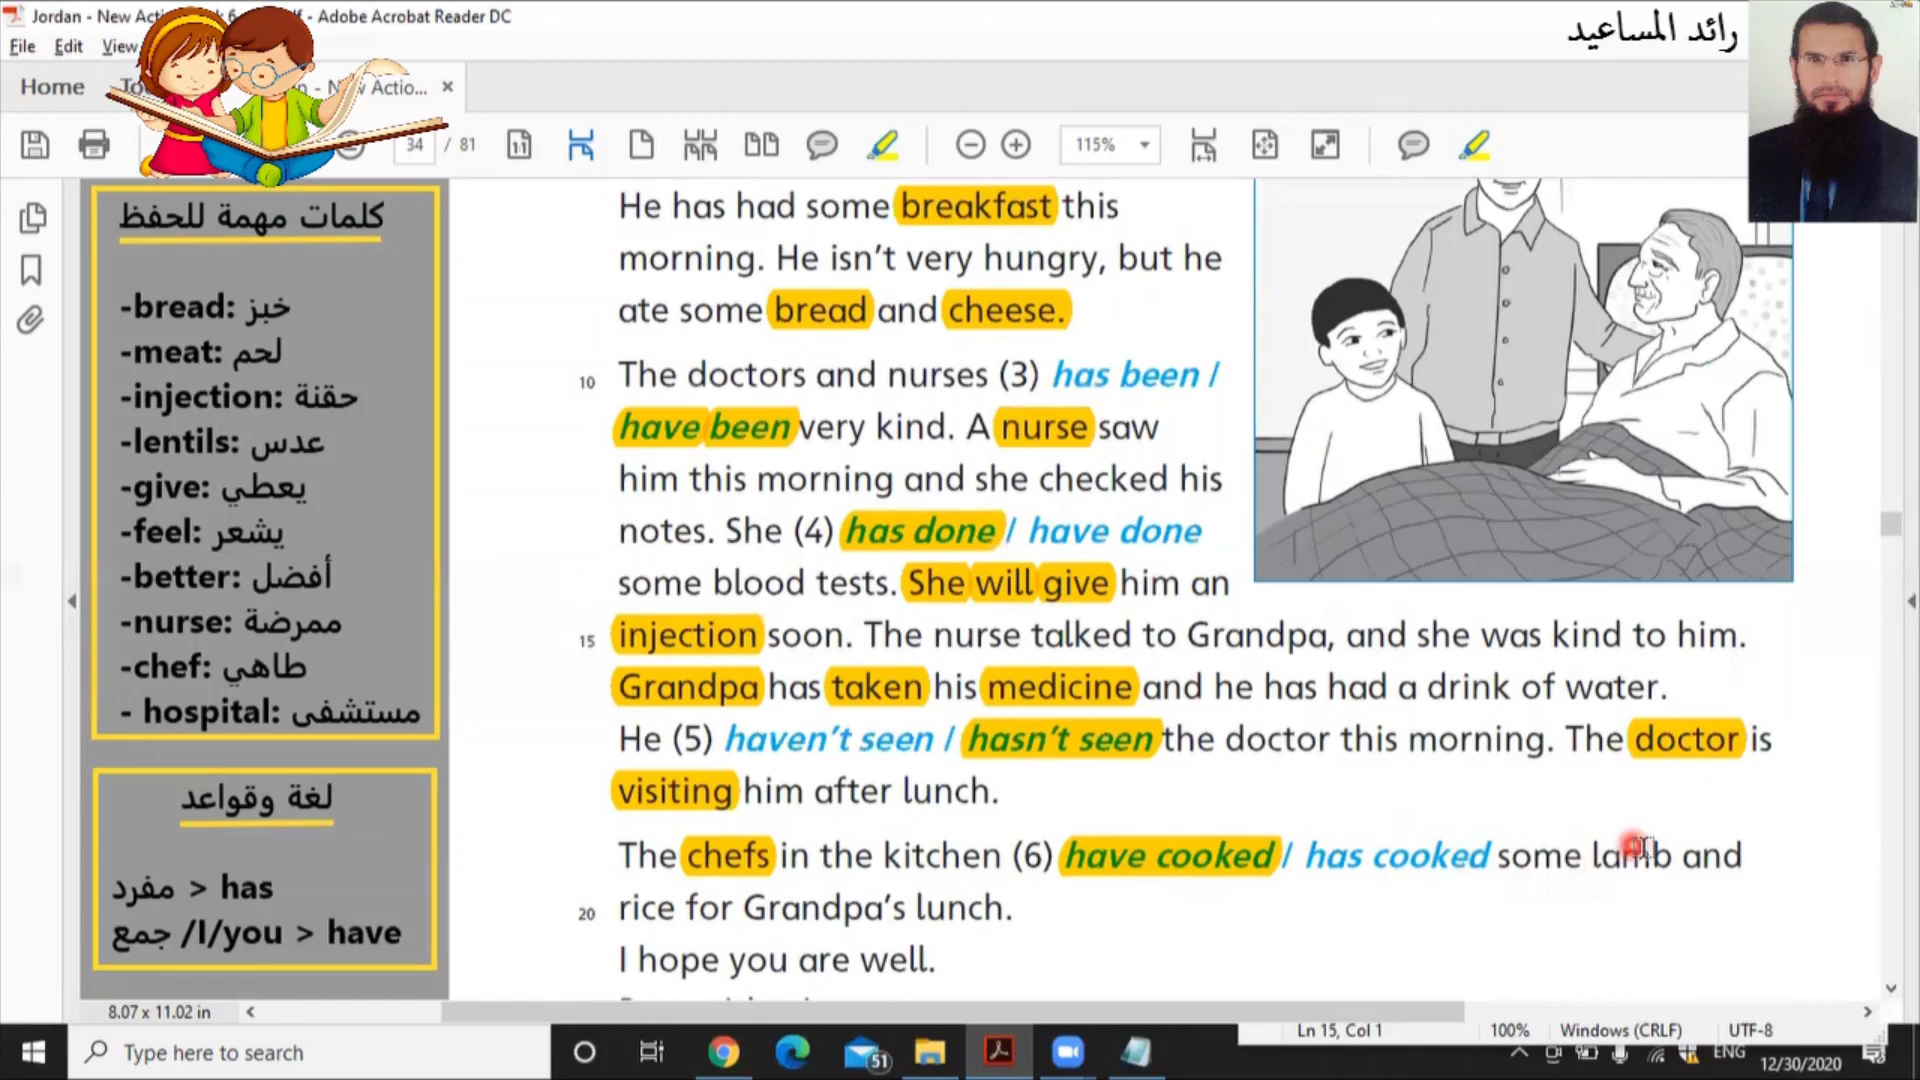 Jordan - New Acti
- Adobe Acrobat Reader DC
رائد المساعيد
File Edit View
Home
Actio... ×
34 / 81
115%
كلمات مهمة للحفظ
-bread: خبز
-meat: لحم
-injection: حقنة
-lentils: عدس
-give: يعطي
-feel: يشعر
-better: أفضل
-nurse: ممرضة
-chef: طاهي
- hospital: مستشفى
لغة وقواعد
مفرد > has
جمع /I/you > have
He has had some breakfast this
morning. He isn’t very hungry, but he
ate some bread and cheese.
10 The doctors and nurses (3) has been /
have been very kind. A nurse saw
him this morning and she checked his
notes. She (4) has done / have done
some blood tests. She will give him an
15 injection soon. The nurse talked to Grandpa, and she was kind to him.
Grandpa has taken his medicine and he has had a drink of water.
He (5) haven’t seen / hasn’t seen the doctor this morning. The doctor is
visiting him after lunch.
The chefs in the kitchen (6) have cooked / has cooked some lamb and
20 rice for Grandpa’s lunch.
I hope you are well.
8.07 x 11.02 in
Ln 15, Col 1 100% Windows (CRLF) UTF-8
Type here to search
51
ENG
12/30/2020